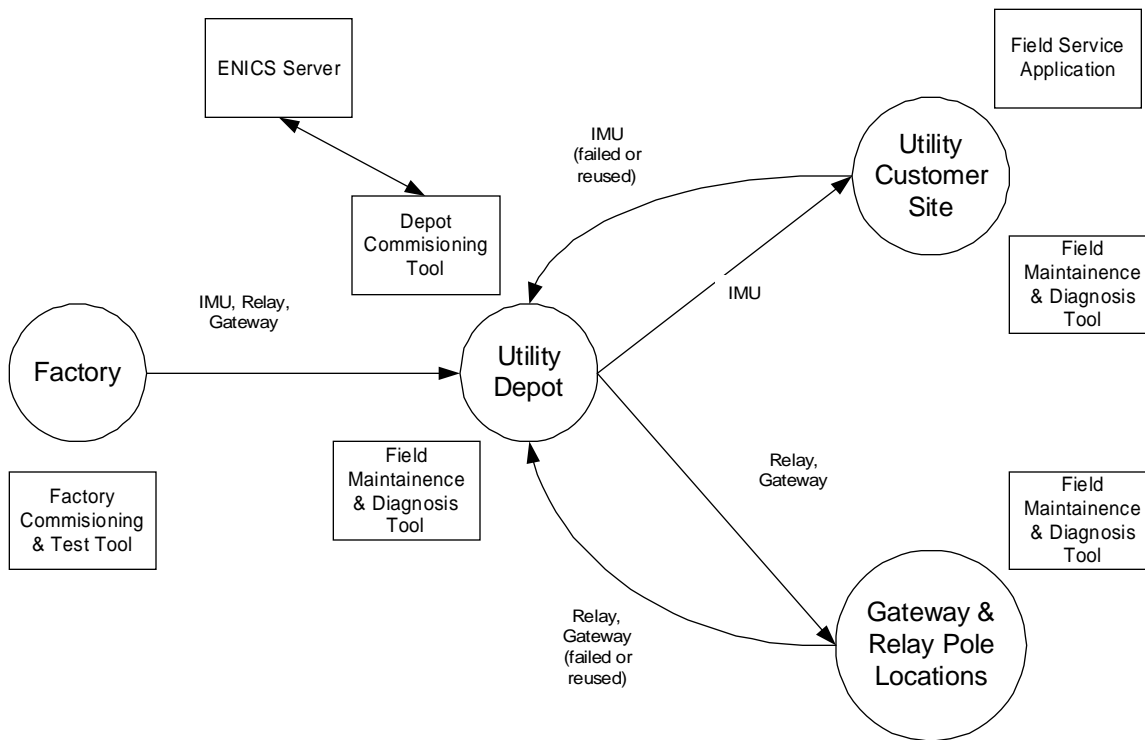 ENICS Server
Field Service
Application
IMU
(failed or
reused)
Utility
Customer
Site
Depot
Commisioning
Tool
Field
Maintainence
& Diagnosis
Tool
IMU
IMU, Relay,
Gateway
Factory
Utility
Depot
Factory
Commisioning
& Test Tool
Field
Maintainence
& Diagnosis
Tool
Relay,
Gateway
Field
Maintainence
& Diagnosis
Tool
Relay,
Gateway
(failed or
reused)
Gateway &
Relay Pole
Locations